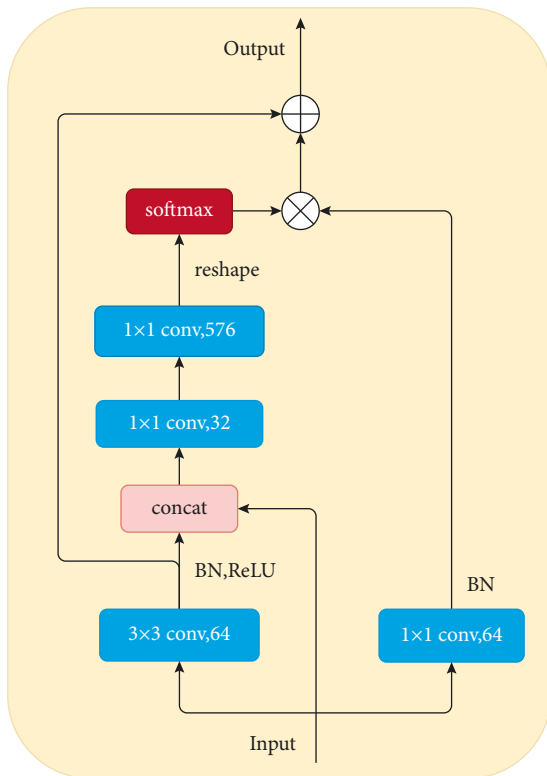 Output
softmax
reshape
1×1 conv,576
1×1 conv,32
concat
BN,ReLU
BN
3×3 conv,64
1×1 conv,64
Input